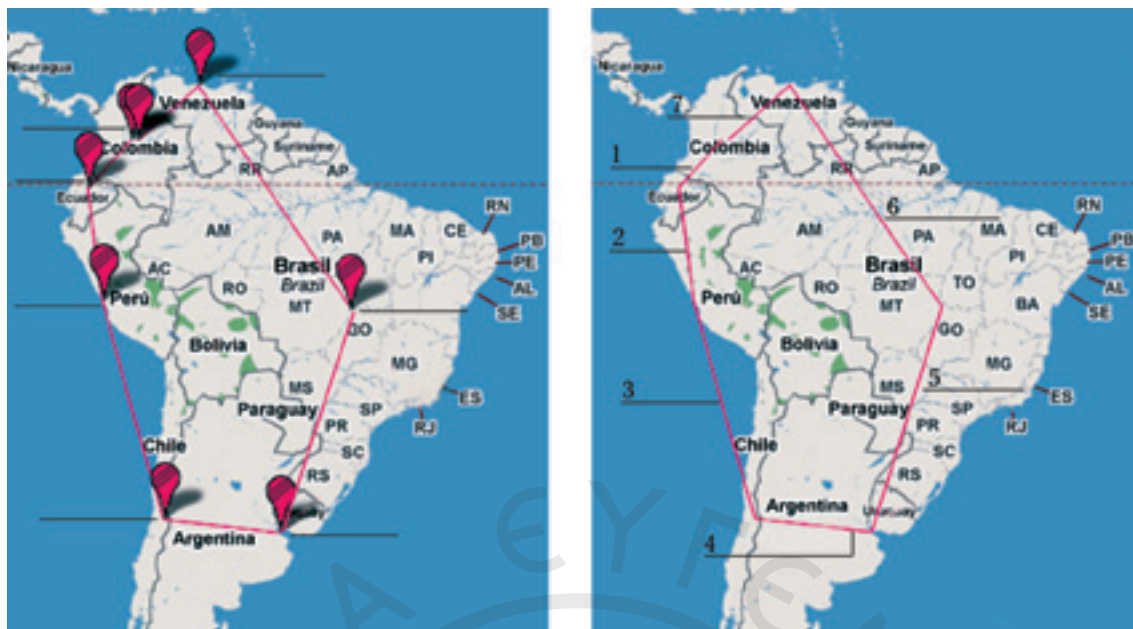 Nicaragua
Venezuela
Guyana
Suriname
Colombia
RR
AP
Ecuador
AM
PA
MA
CE
RN
PB
PI
PE
AC
Brasil
Brazil
RO
AL
Perú
MT
SE
GO
Bolivia
MG
MS
ES
Paraguay
SP
RJ
PR
Chile
SC
RS
Argentina
Nicaragua
7
Venezuela
Guyana
Suriname
Colombia
1
RR
AP
Ecuador
6
RN
AM
PA
MA
CE
2
PB
PI
PE
AC
Brasil
Brazil
TO
AL
RO
Perú
MT
BA
SE
GO
Bolivia
MG
3
MS
5
ES
Paraguay
SP
RJ
PR
Chile
SC
RS
Argentina
Uruguay
4